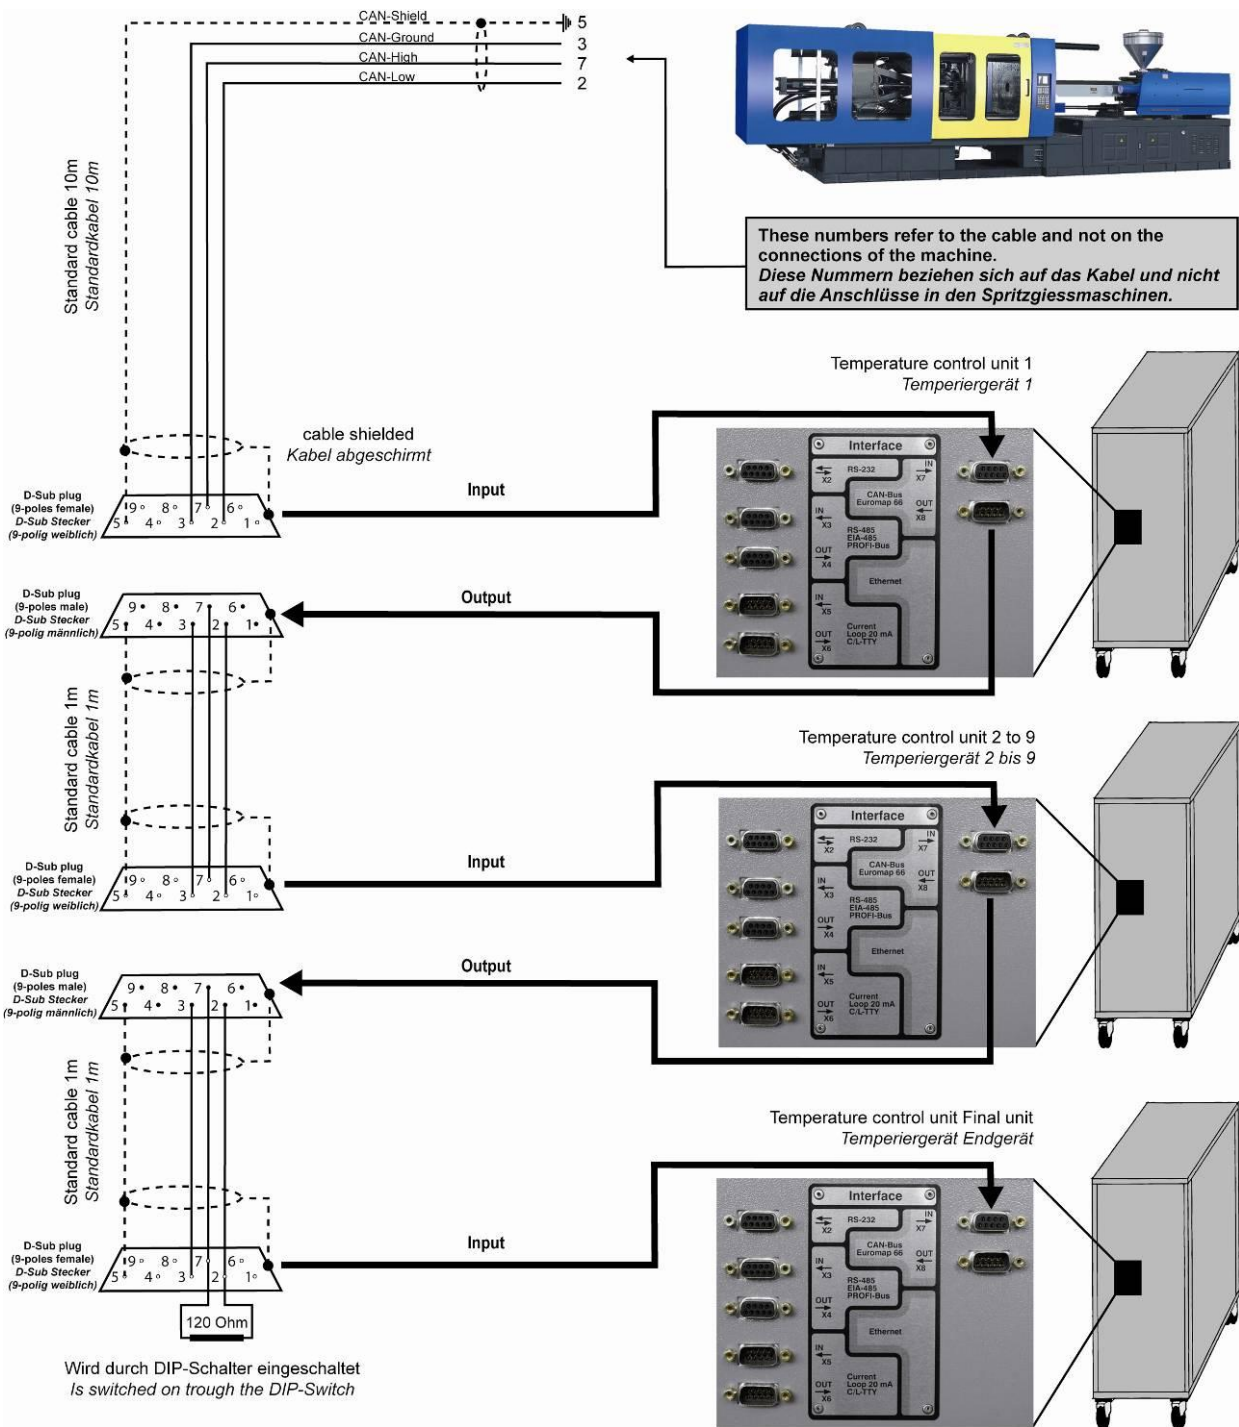 CAN-Shield
5
CAN-Ground
3
CAN-High
7
CAN-Low
2
Standard cable 10m
Standardkabel 10m
These numbers refer to the cable and not on the
connections of the machine.
Diese Nummern beziehen sich auf das Kabel und nicht
auf die Anschlüsse in den Spritzgiessmaschinen.
Temperature control unit 1
Temperiergerät 1
cable shielded
Kabel abgeschirmt
D-Sub plug
(9-poles female)
D-Sub Stecker
(9-polig weiblich)
9 8 7 6
5 4 3 2 1
Input
Interface
X2
RS-232
IN
X7
CAN-Bus
Euromap 66
OUT
X8
IN
X3
RS-485
EIA-485
PROFI-Bus
OUT
X4
Ethernet
IN
X5
Current
Loop 20 mA
C/L-TTY
OUT
X6
D-Sub plug
(9-poles male)
D-Sub Stecker
(9-polig männlich)
9 8 7 6
5 4 3 2 1
Output
Standard cable 1m
Standardkabel 1m
Temperature control unit 2 to 9
Temperiergerät 2 bis 9
D-Sub plug
(9-poles female)
D-Sub Stecker
(9-polig weiblich)
9 8 7 6
5 4 3 2 1
Input
Interface
X2
RS-232
IN
X7
CAN-Bus
Euromap 66
OUT
X8
IN
X3
RS-485
EIA-485
PROFI-Bus
OUT
X4
Ethernet
IN
X5
Current
Loop 20 mA
C/L-TTY
OUT
X6
D-Sub plug
(9-poles male)
D-Sub Stecker
(9-polig männlich)
9 8 7 6
5 4 3 2 1
Output
Standard cable 1m
Standardkabel 1m
Temperature control unit Final unit
Temperiergerät Endgerät
D-Sub plug
(9-poles female)
D-Sub Stecker
(9-polig weiblich)
9 8 7 6
5 4 3 2 1
Input
Interface
X2
RS-232
IN
X7
CAN-Bus
Euromap 66
OUT
X8
IN
X3
RS-485
EIA-485
PROFI-Bus
OUT
X4
Ethernet
IN
X5
Current
Loop 20 mA
C/L-TTY
OUT
X6
120 Ohm
Wird durch DIP-Schalter eingeschaltet
Is switched on trough the DIP-Switch